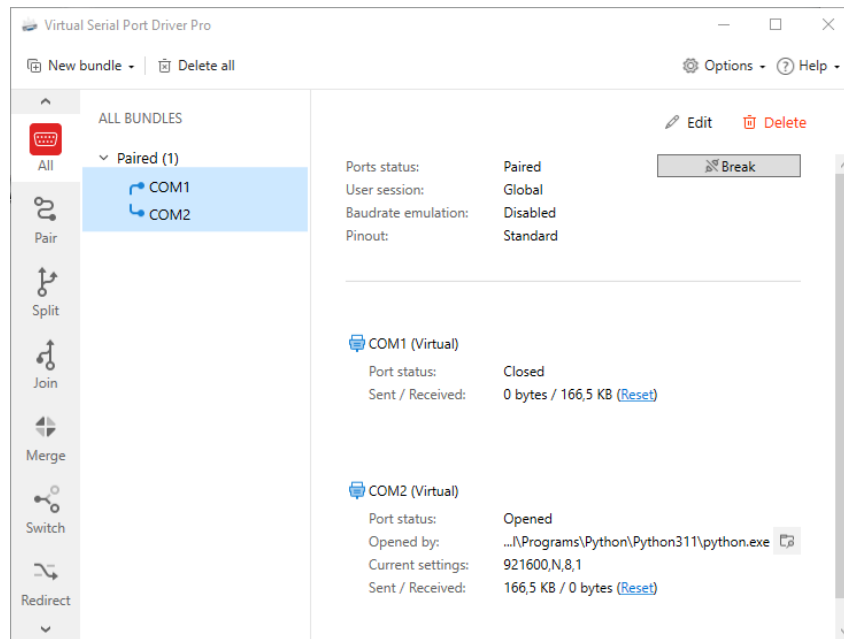 Virtual Serial Port Driver Pro
New bundle
Delete all
Options
Help
All
Pair
Split
Join
Merge
Switch
Redirect
ALL BUNDLES
Paired (1)
COM1
COM2
Edit
Delete
Ports status: Paired
Break
User session: Global
Baudrate emulation: Disabled
Pinout: Standard
COM1 (Virtual)
Port status: Closed
Sent / Received: 0 bytes / 166,5 KB (Reset)
COM2 (Virtual)
Port status: Opened
Opened by: ...l\Programs\Python\Python311\python.exe
Current settings: 921600,N,8,1
Sent / Received: 166,5 KB / 0 bytes (Reset)